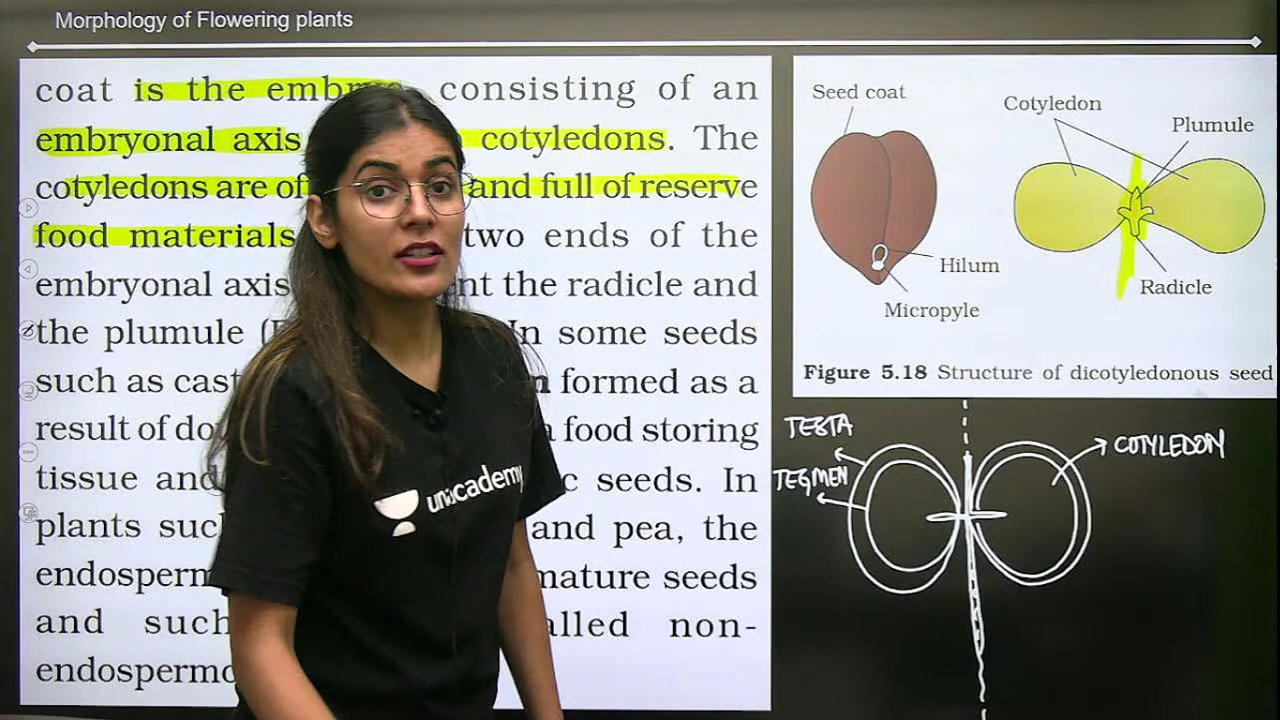 Morphology of Flowering plants
coat is the embryo consisting of an
embryonal axis cotyledons. The
cotyledons are of and full of reserve
food materials two ends of the
embryonal axis nt the radicle and
the plumule ( In some seeds
such as cast n formed as a
result of dou a food storing
tissue and c seeds. In
plants suc and pea, the
endosperm mature seeds
and such alled non-
endospermo
unacademy
Seed coat
Cotyledon
Plumule
Hilum
Radicle
Micropyle
Figure 5.18 Structure of dicotyledonous seed
TESTA
TEGMEN
COTYLEDON